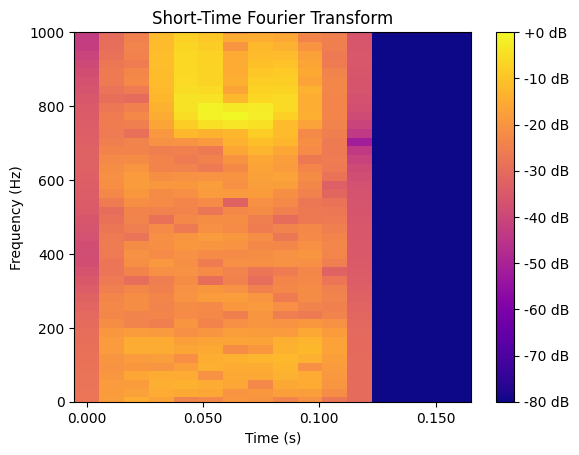 Short-Time Fourier Transform
Frequency (Hz)
1000
800
600
400
200
0
0.000
0.050
0.100
0.150
Time (s)
+0 dB
-10 dB
-20 dB
-30 dB
-40 dB
-50 dB
-60 dB
-70 dB
-80 dB